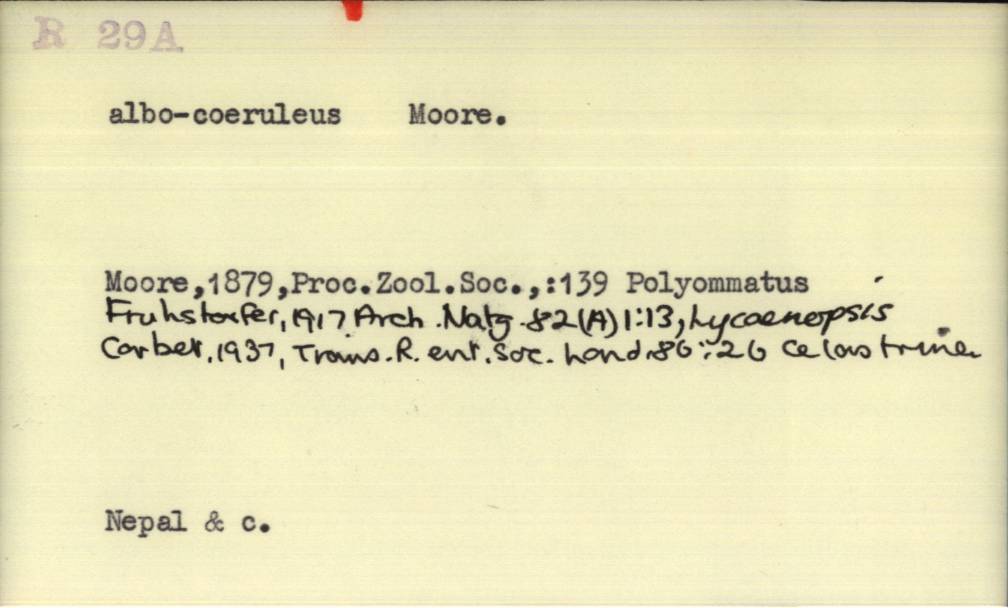 R 29A
albo-coeruleus Moore.
Moore,1879,Proc.Zool.Soc.,:139 Polyommatus
Fruhstorfer, 1917 Arch. Natg. 82(A)1:13, Lycaenopsis
Corbet, 1937, Trans. R. ent. Soc. Lond. 86:26 Celastrina
Nepal & c.